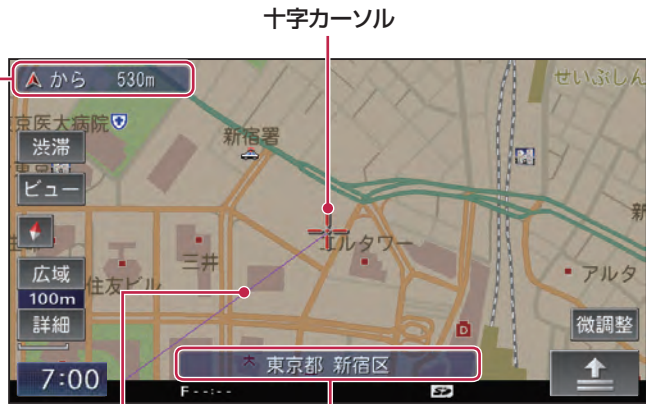 十字カーソル
から 530m
せいぶしん
京医大病院
新宿署
渋滞
ビュー
新
エルタワー
三井
アルタ
広域
住友ビル
100m
詳細
微調整
D
東京都 新宿区
7:00
F --:--
SD